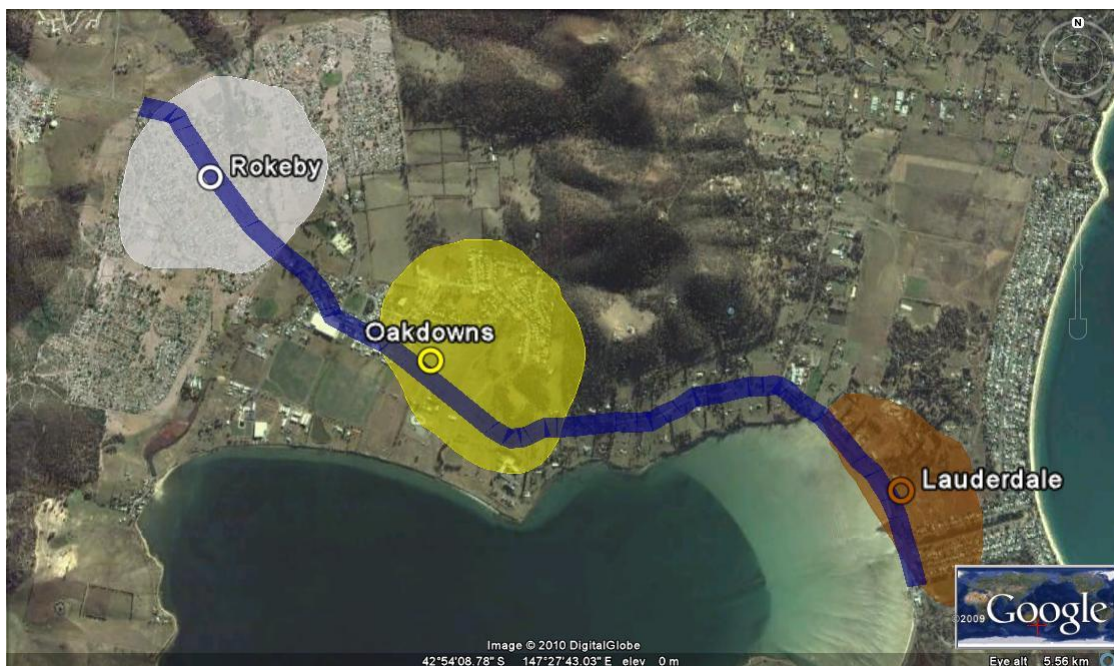 N
Rokeby
Oakdowns
Lauderdale
©2009 Google
Image © 2010 DigitalGlobe
42°54'08.78" S 147°27'43.03" E elev 0 m
Eye alt 5.56 km